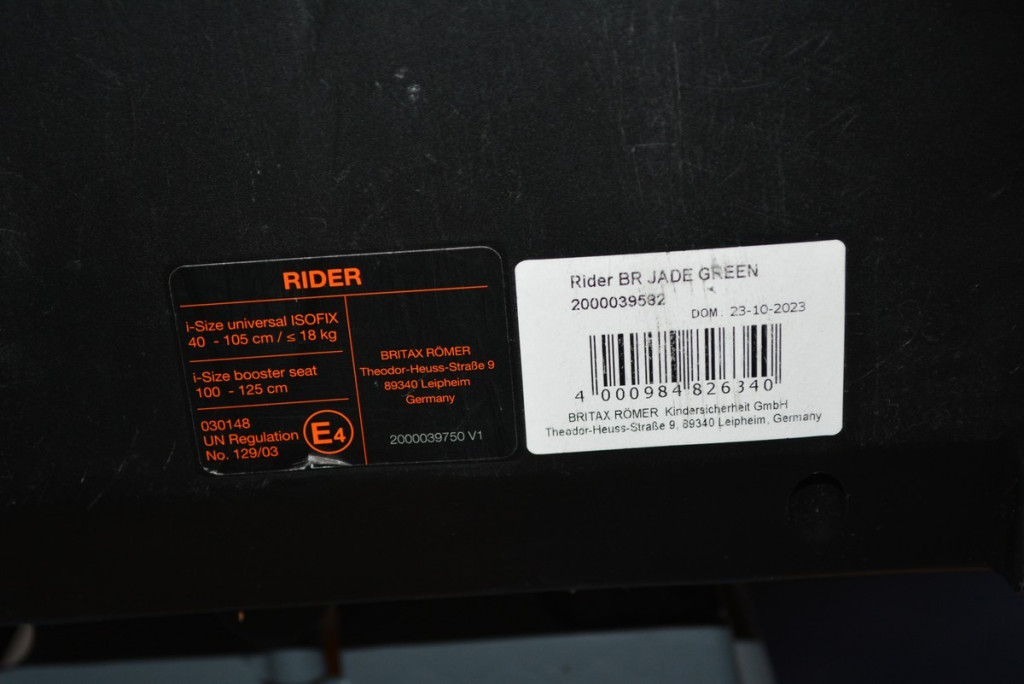 RIDER
i-Size universal ISOFIX
40 - 105 cm / ≤ 18 kg
i-Size booster seat
100 - 125 cm
030148
UN Regulation
No. 129/03
E4
BRITAX RÖMER
Theodor-Heuss-Straße 9
89340 Leipheim
Germany
2000039750 V1
Rider BR JADE GREEN
2000039582
DOM. 23-10-2023
4 000984 826340
BRITAX RÖMER Kindersicherheit GmbH
Theodor-Heuss-Straße 9, 89340 Leipheim, Germany